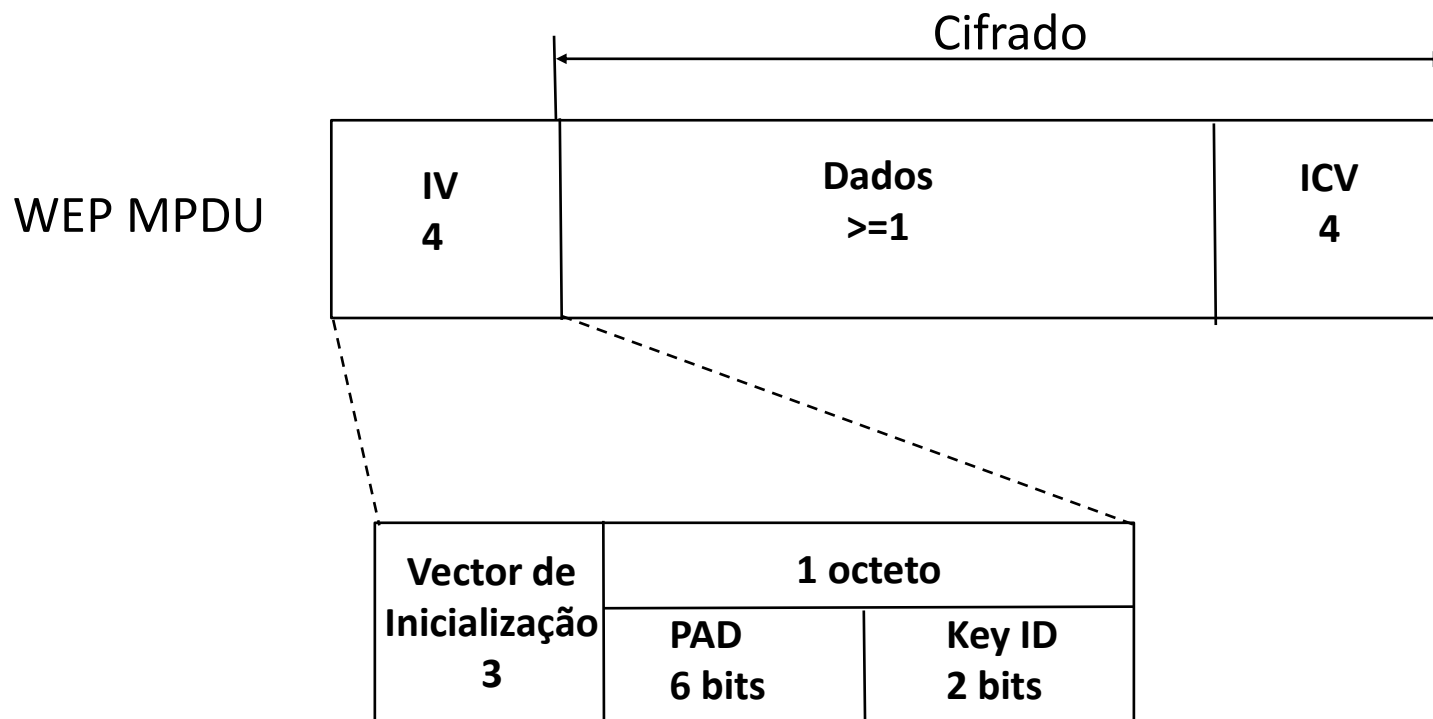 Cifrado
WEP MPDU
IV
4
Dados
>=1
ICV
4
Vector de
Inicialização
3
1 octeto
PAD
6 bits
Key ID
2 bits